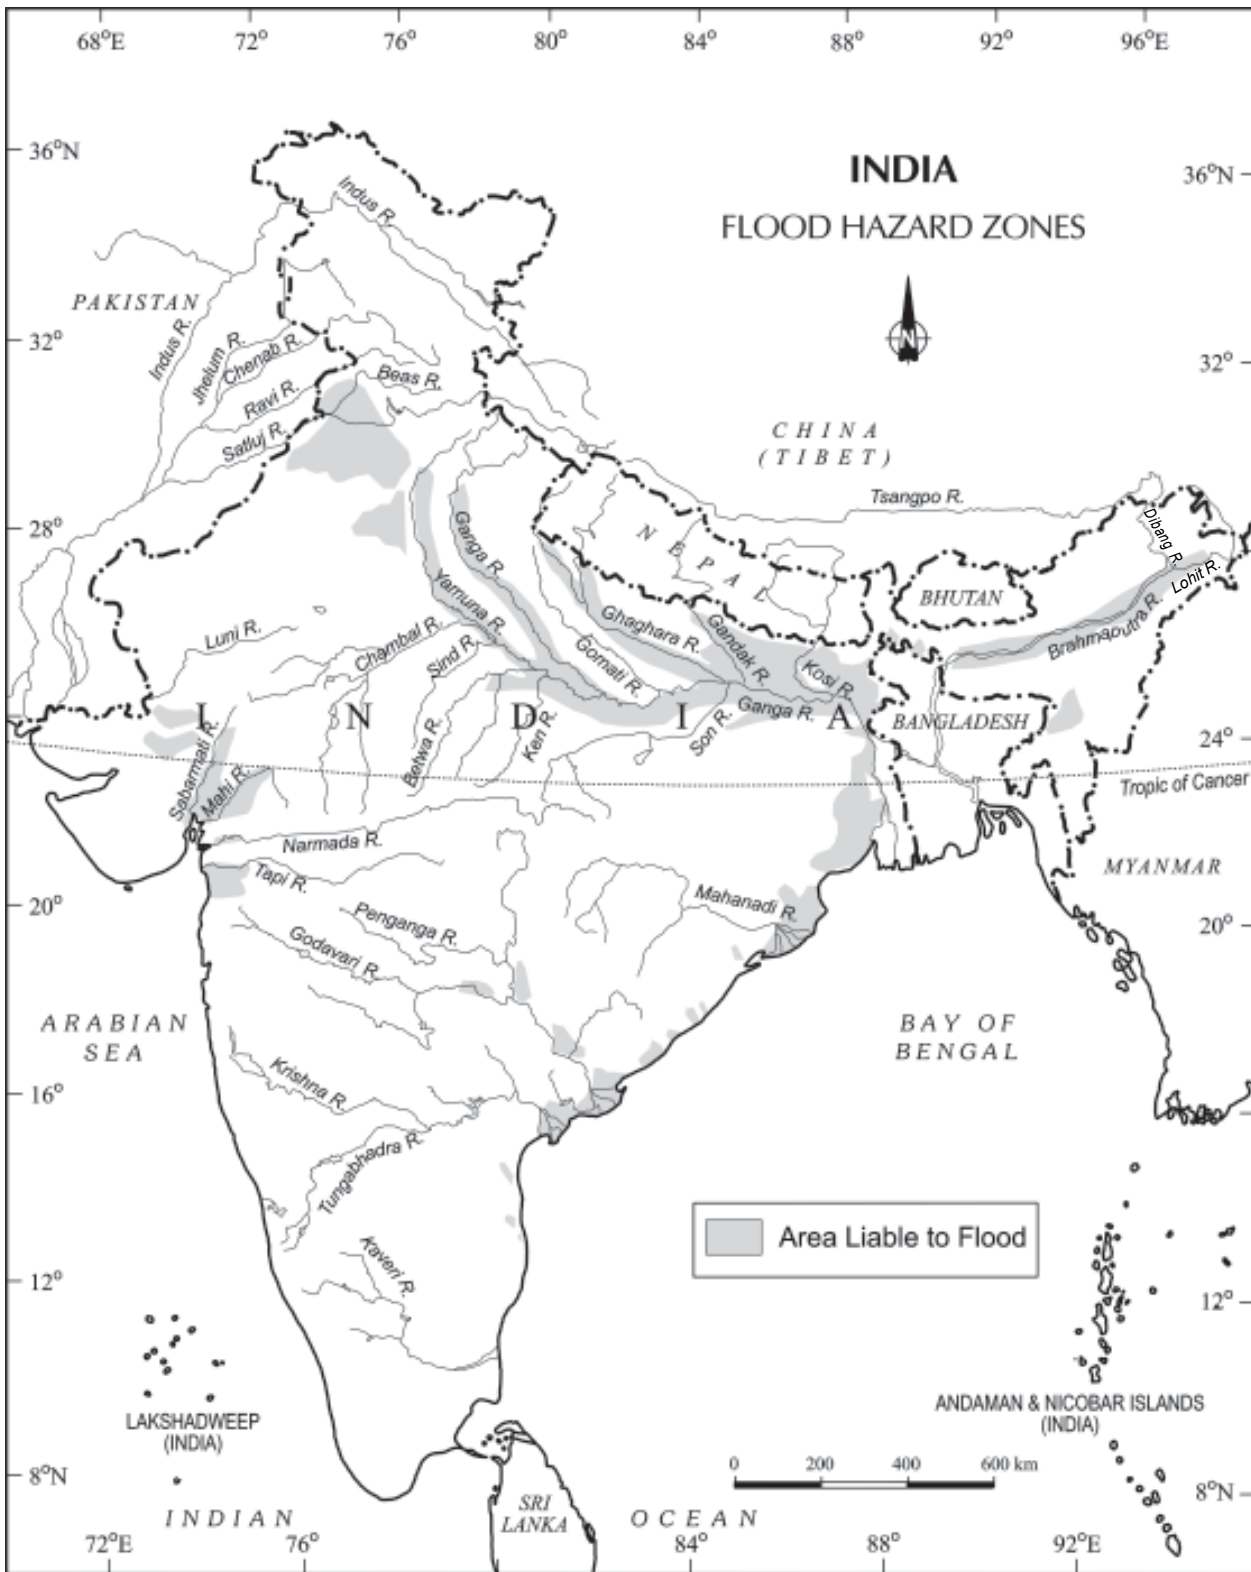 68°E 72° 76° 80° 84° 88° 92° 96°E
36°N
INDIA
36°N
FLOOD HAZARD ZONES
Indus R.
PAKISTAN
N
32°
Indus R.
Jhelum R.
Chenab R.
32°
Beas R.
Ravi R.
Satluj R.
CHINA
(TIBET)
Tsangpo R.
28°
Ganga R.
NEPAL
Dibang R.
Lohit R.
BHUTAN
Yamuna R.
Ghaghara R.
Gandak R.
Brahmaputra R.
Luni R.
Chambal R.
Sind R.
Gomati R.
Kosi R.
I N D I A
Ganga R.
BANGLADESH
Sabarmati R.
Mahi R.
Betwa R.
Ken R.
Son R.
24°
Tropic of Cancer
Narmada R.
Tapi R.
MYANMAR
20°
Penganga R.
Mahanadi R.
20°
Godavari R.
ARABIAN
SEA
BAY OF
BENGAL
16°
Krishna R.
Tungabhadra R.
Area Liable to Flood
Kaveri R.
12°
12°
LAKSHADWEEP
(INDIA)
ANDAMAN & NICOBAR ISLANDS
(INDIA)
0 200 400 600 km
8°N
8°N
SRI
LANKA
INDIAN OCEAN
72°E 76° 84° 88° 92°E